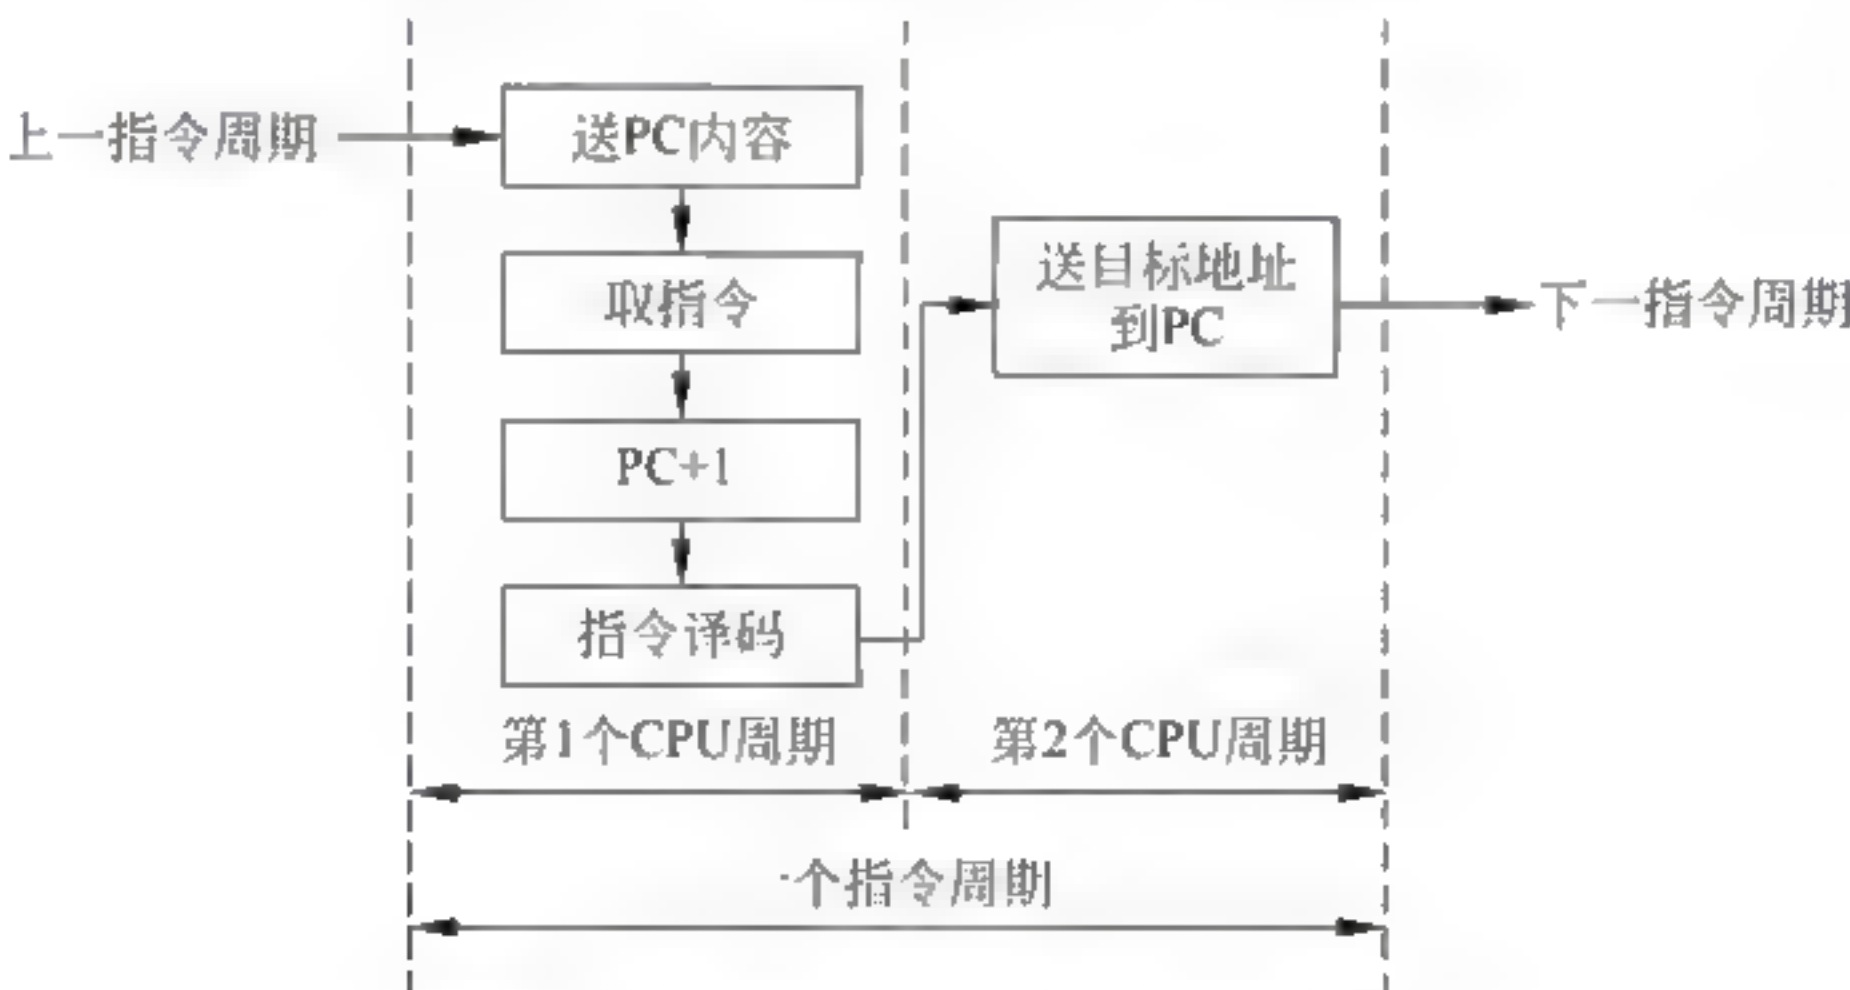 上一指令周期
送PC内容
取指令
PC+1
指令译码
送目标地址
到PC
下一指令周期
第1个CPU周期
第2个CPU周期
一个指令周期